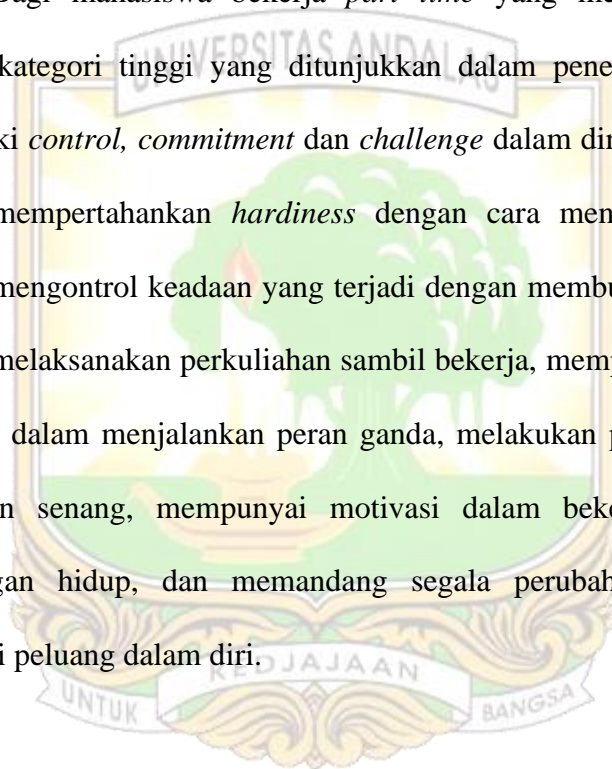 Bagi mahasiswa bekerja part time yang me
UNIVERSITAS ANDALAS
kategori tinggi yang ditunjukkan dalam pene
ki control, commitment dan challenge dalam dir
mempertahankan hardiness dengan cara men
mengontrol keadaan yang terjadi dengan membu
melaksanakan perkuliahan sambil bekerja, memp
dalam menjalankan peran ganda, melakukan p
n senang, mempunyai motivasi dalam beke
gan hidup, dan memandang segala perubah
i peluang dalam diri.
KEDJAJAAN
UNTUK
BANGSA